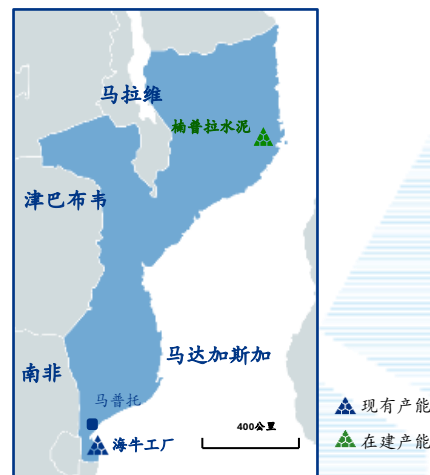 马拉维
楠普拉水泥
津巴布韦
马达加斯加
南非
马普托
海牛工厂
400公里
现有产能
在建产能